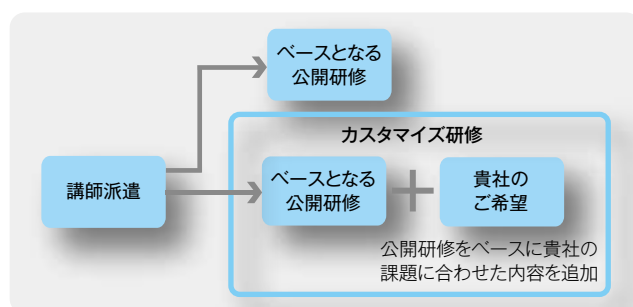 ベースとなる
公開研修
カスタマイズ研修
講師派遣
ベースとなる
公開研修
貴社の
ご希望
公開研修をベースに貴社の
課題に合わせた内容を追加